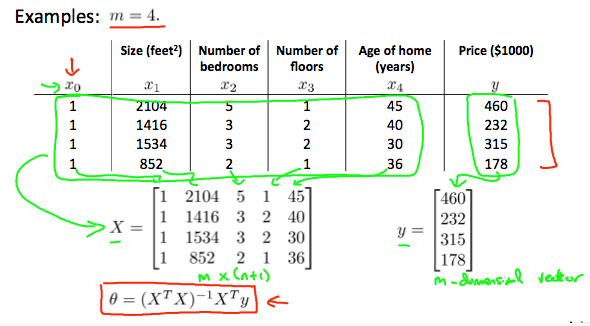 Examples: m = 4.
Size (feet²) Number of bedrooms Number of floors Age of home (years) Price ($1000)
x₀ x₁ x₂ x₃ x₄ y
1 2104 5 1 45 460
1 1416 3 2 40 232
1 1534 3 2 30 315
1 852 2 1 36 178
X = [1 2104 5 1 45] y = [460]
[1 1416 3 2 40] [232]
[1 1534 3 2 30] [315]
[1 852 2 1 36] [178]
m x (n+1) m-dimensional vector
θ = (XᵀX)⁻¹Xᵀy